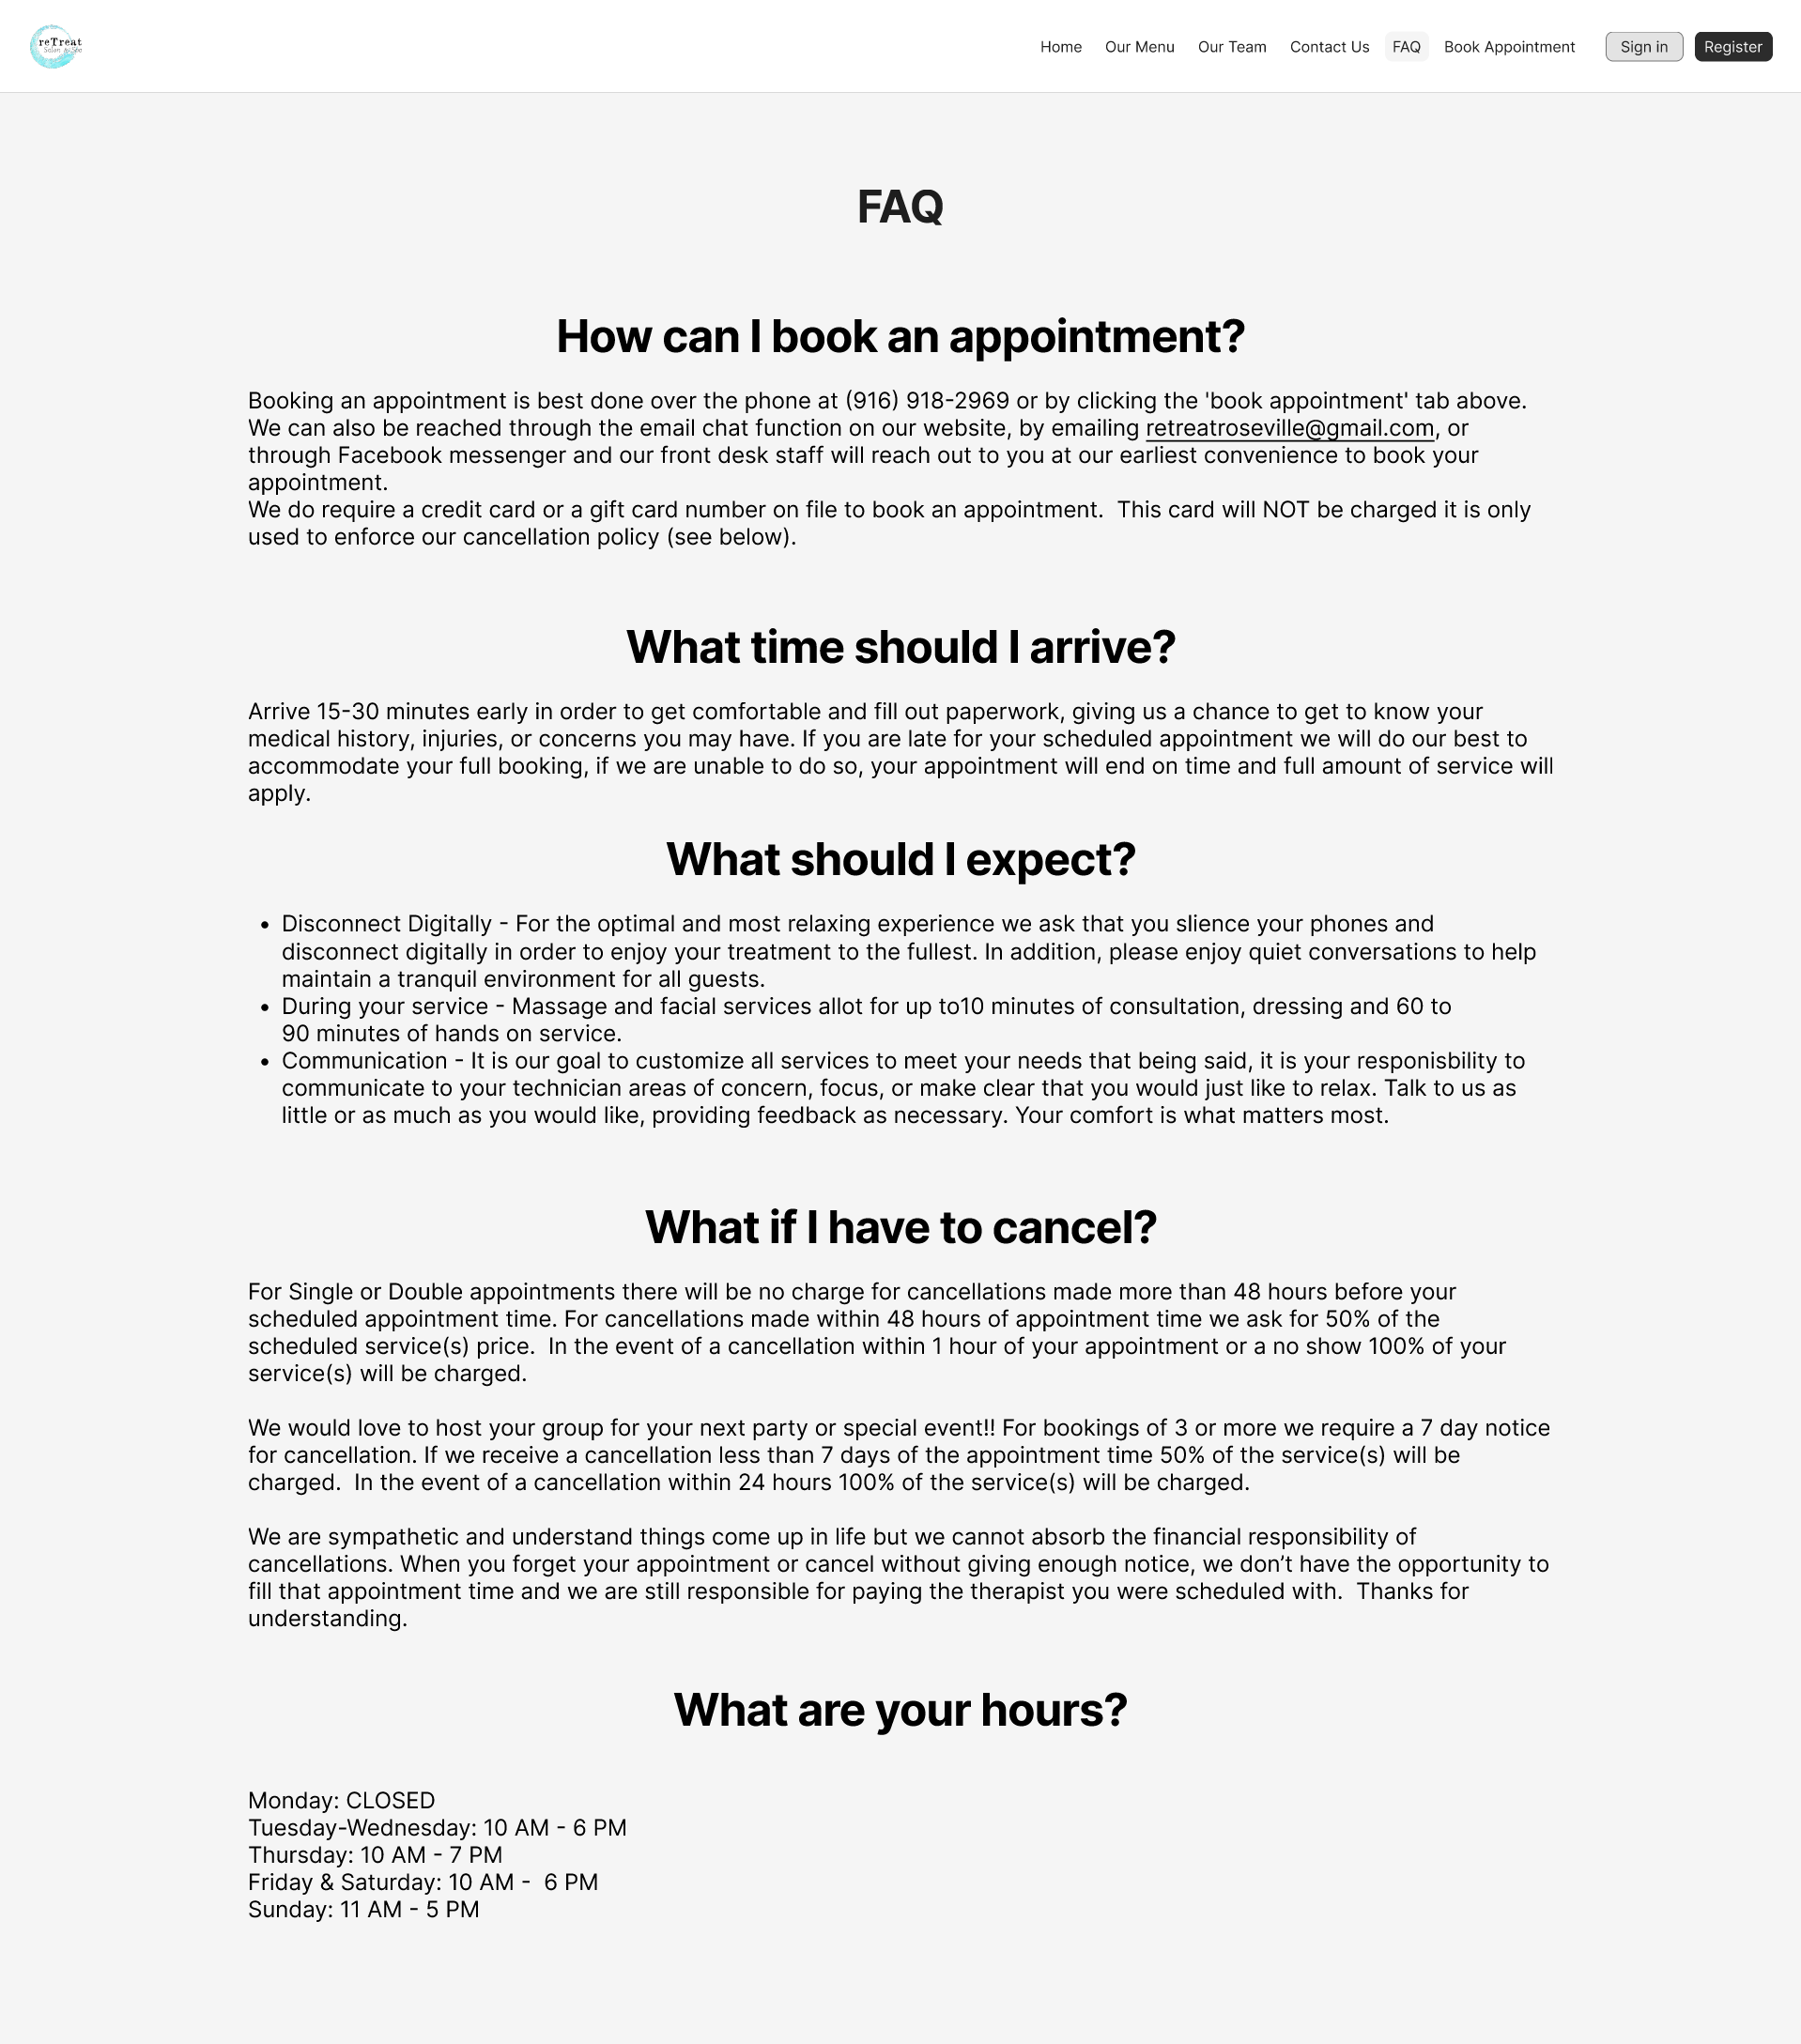 reTreat
Salon & Spa
Home
Our Menu
Our Team
Contact Us
FAQ
Book Appointment
Sign in
Register
FAQ
How can I book an appointment?
Booking an appointment is best done over the phone at (916) 918-2969 or by clicking the 'book appointment' tab above.
We can also be reached through the email chat function on our website, by emailing retreatroseville@gmail.com, or
through Facebook messenger and our front desk staff will reach out to you at our earliest convenience to book your
appointment.
We do require a credit card or a gift card number on file to book an appointment.  This card will NOT be charged it is only
used to enforce our cancellation policy (see below).
What time should I arrive?
Arrive 15-30 minutes early in order to get comfortable and fill out paperwork, giving us a chance to get to know your
medical history, injuries, or concerns you may have. If you are late for your scheduled appointment we will do our best to
accommodate your full booking, if we are unable to do so, your appointment will end on time and full amount of service will
apply.
What should I expect?
• Disconnect Digitally - For the optimal and most relaxing experience we ask that you slience your phones and
disconnect digitally in order to enjoy your treatment to the fullest. In addition, please enjoy quiet conversations to help
maintain a tranquil environment for all guests.
• During your service - Massage and facial services allot for up to10 minutes of consultation, dressing and 60 to
90 minutes of hands on service.
• Communication - It is our goal to customize all services to meet your needs that being said, it is your responisbility to
communicate to your technician areas of concern, focus, or make clear that you would just like to relax. Talk to us as
little or as much as you would like, providing feedback as necessary. Your comfort is what matters most.
What if I have to cancel?
For Single or Double appointments there will be no charge for cancellations made more than 48 hours before your
scheduled appointment time. For cancellations made within 48 hours of appointment time we ask for 50% of the
scheduled service(s) price.  In the event of a cancellation within 1 hour of your appointment or a no show 100% of your
service(s) will be charged.
We would love to host your group for your next party or special event!! For bookings of 3 or more we require a 7 day notice
for cancellation. If we receive a cancellation less than 7 days of the appointment time 50% of the service(s) will be
charged.  In the event of a cancellation within 24 hours 100% of the service(s) will be charged.
We are sympathetic and understand things come up in life but we cannot absorb the financial responsibility of
cancellations. When you forget your appointment or cancel without giving enough notice, we don’t have the opportunity to
fill that appointment time and we are still responsible for paying the therapist you were scheduled with.  Thanks for
understanding.
What are your hours?
Monday: CLOSED
Tuesday-Wednesday: 10 AM - 6 PM
Thursday: 10 AM - 7 PM
Friday & Saturday: 10 AM -  6 PM
Sunday: 11 AM - 5 PM